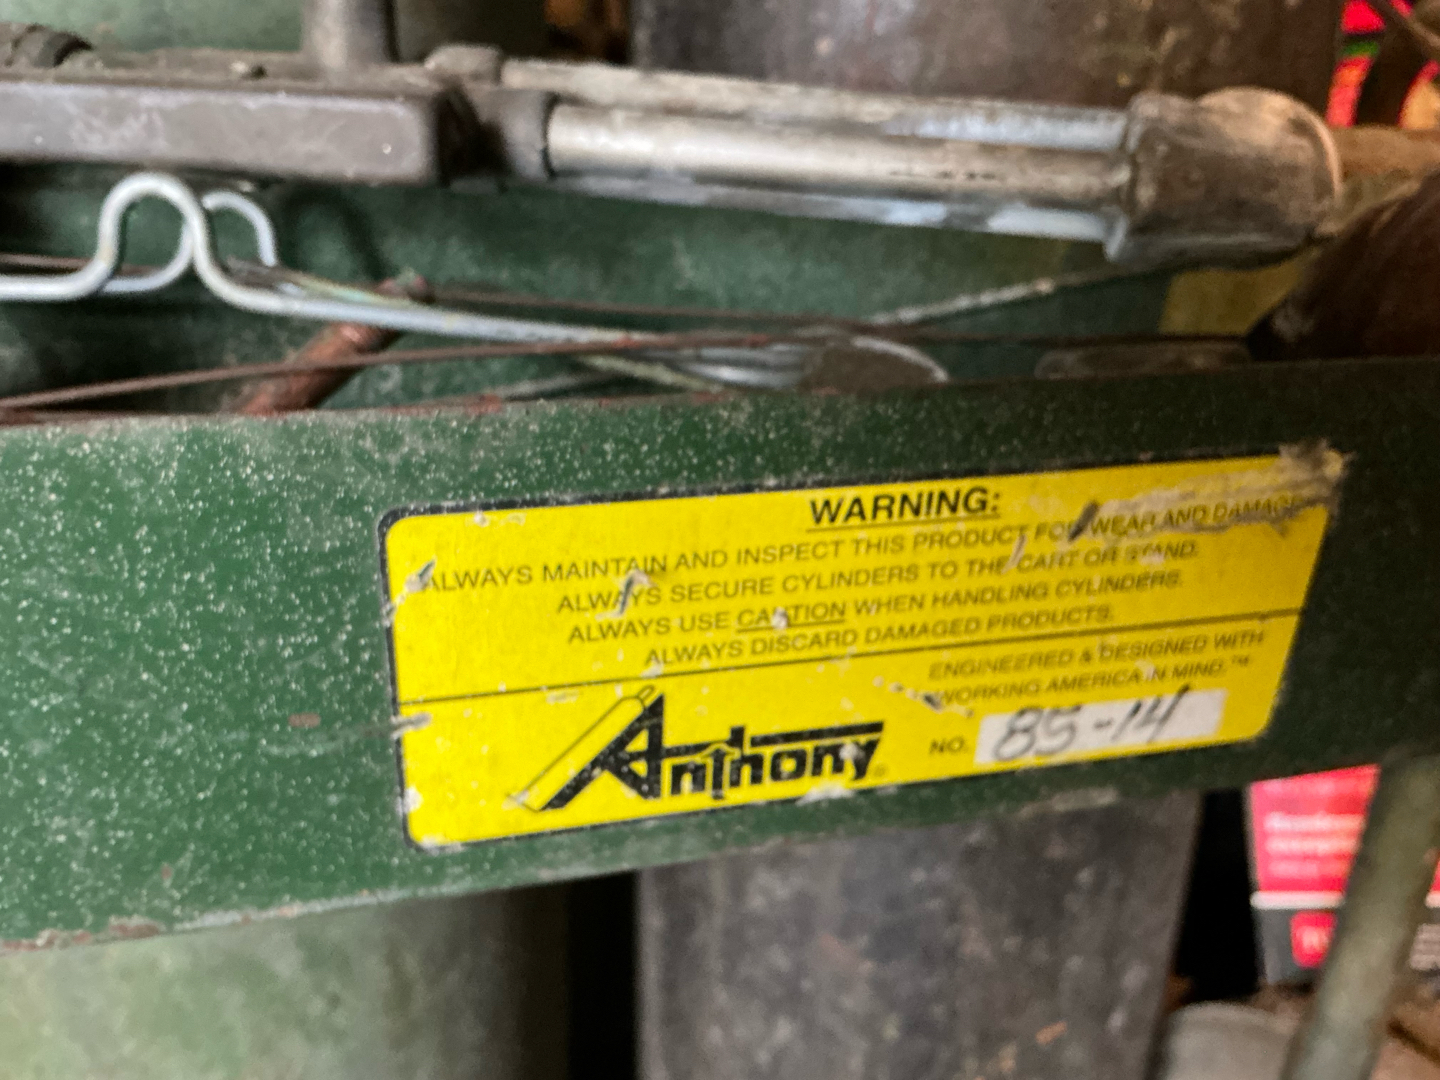 WARNING:
ALWAYS MAINTAIN AND INSPECT THIS PRODUCT FOR WEAR AND DAMAGE
ALWAYS SECURE CYLINDERS TO THE CART OR STAND.
ALWAYS USE CAUTION WHEN HANDLING CYLINDERS.
ALWAYS DISCARD DAMAGED PRODUCTS.
ENGINEERED & DESIGNED WITH
WORKING AMERICA IN MIND.™
Anthony®
NO. 85-14